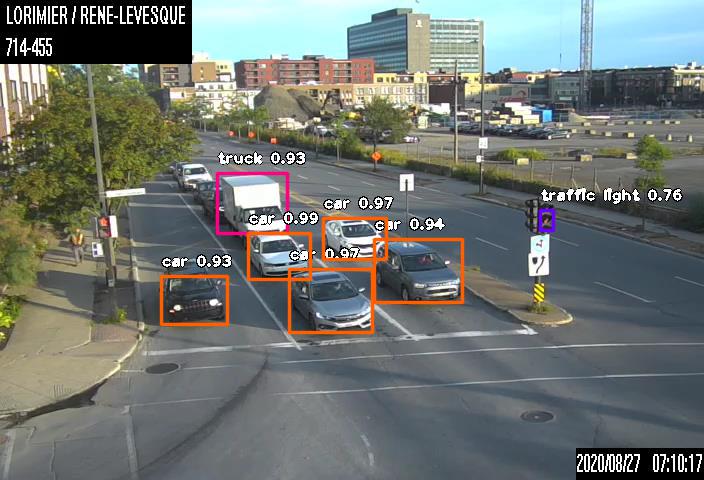 LORIMIER / RENE-LEVESQUE
714-455
truck 0.93
car 0.97
traffic light 0.76
car 0.99
car 0.94
car 0.97
car 0.93
2020/08/27 07:10:17